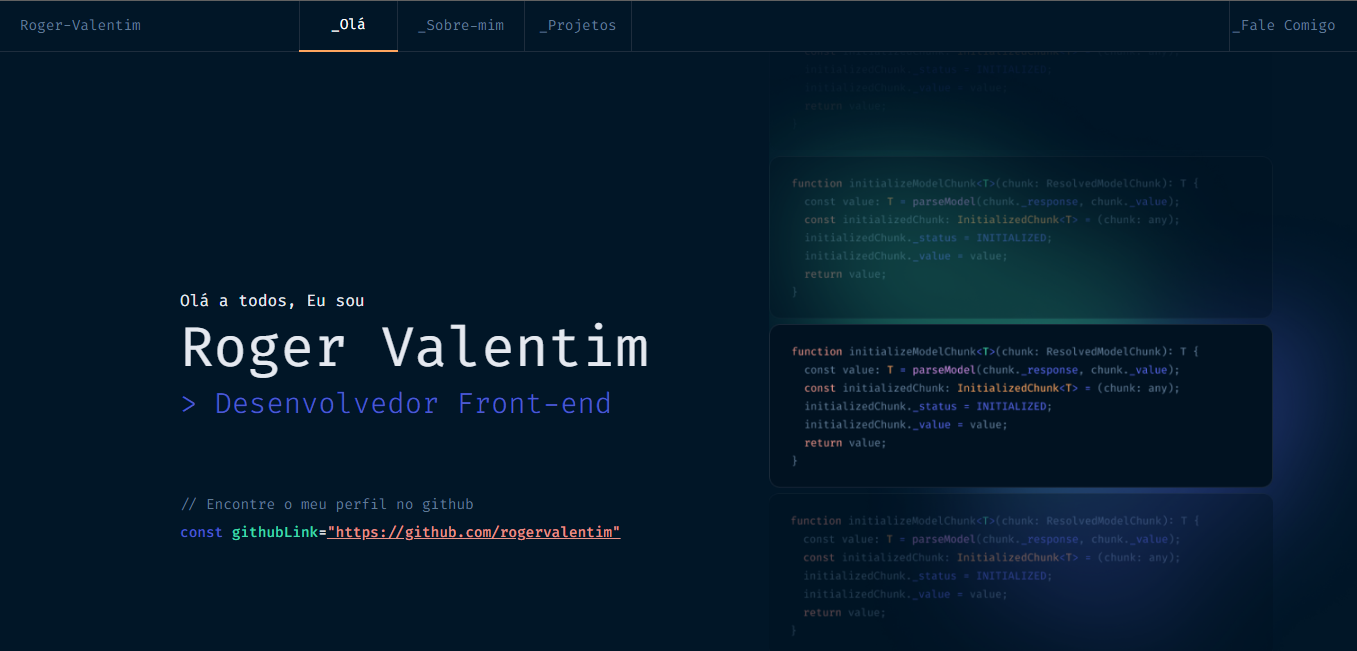 Roger-Valentim
_Olá
_Sobre-mim
_Projetos
_Fale Comigo
Olá a todos, Eu sou
Roger Valentim
> Desenvolvedor Front-end
// Encontre o meu perfil no github
const githubLink="https://github.com/rogervalentim"
initializedChunk._status = INITIALIZED;
initializedChunk._value = value;
return value;
}
function initializeModelChunk<T>(chunk: ResolvedModelChunk): T {
const value: T = parseModel(chunk._response, chunk._value);
const initializedChunk: InitializedChunk<T> = (chunk: any);
initializedChunk._status = INITIALIZED;
initializedChunk._value = value;
return value;
}
function initializeModelChunk<T>(chunk: ResolvedModelChunk): T {
const value: T = parseModel(chunk._response, chunk._value);
const initializedChunk: InitializedChunk<T> = (chunk: any);
initializedChunk._status = INITIALIZED;
initializedChunk._value = value;
return value;
}
function initializeModelChunk<T>(chunk: ResolvedModelChunk): T {
const value: T = parseModel(chunk._response, chunk._value);
const initializedChunk: InitializedChunk<T> = (chunk: any);
initializedChunk._status = INITIALIZED;
initializedChunk._value = value;
return value;
}